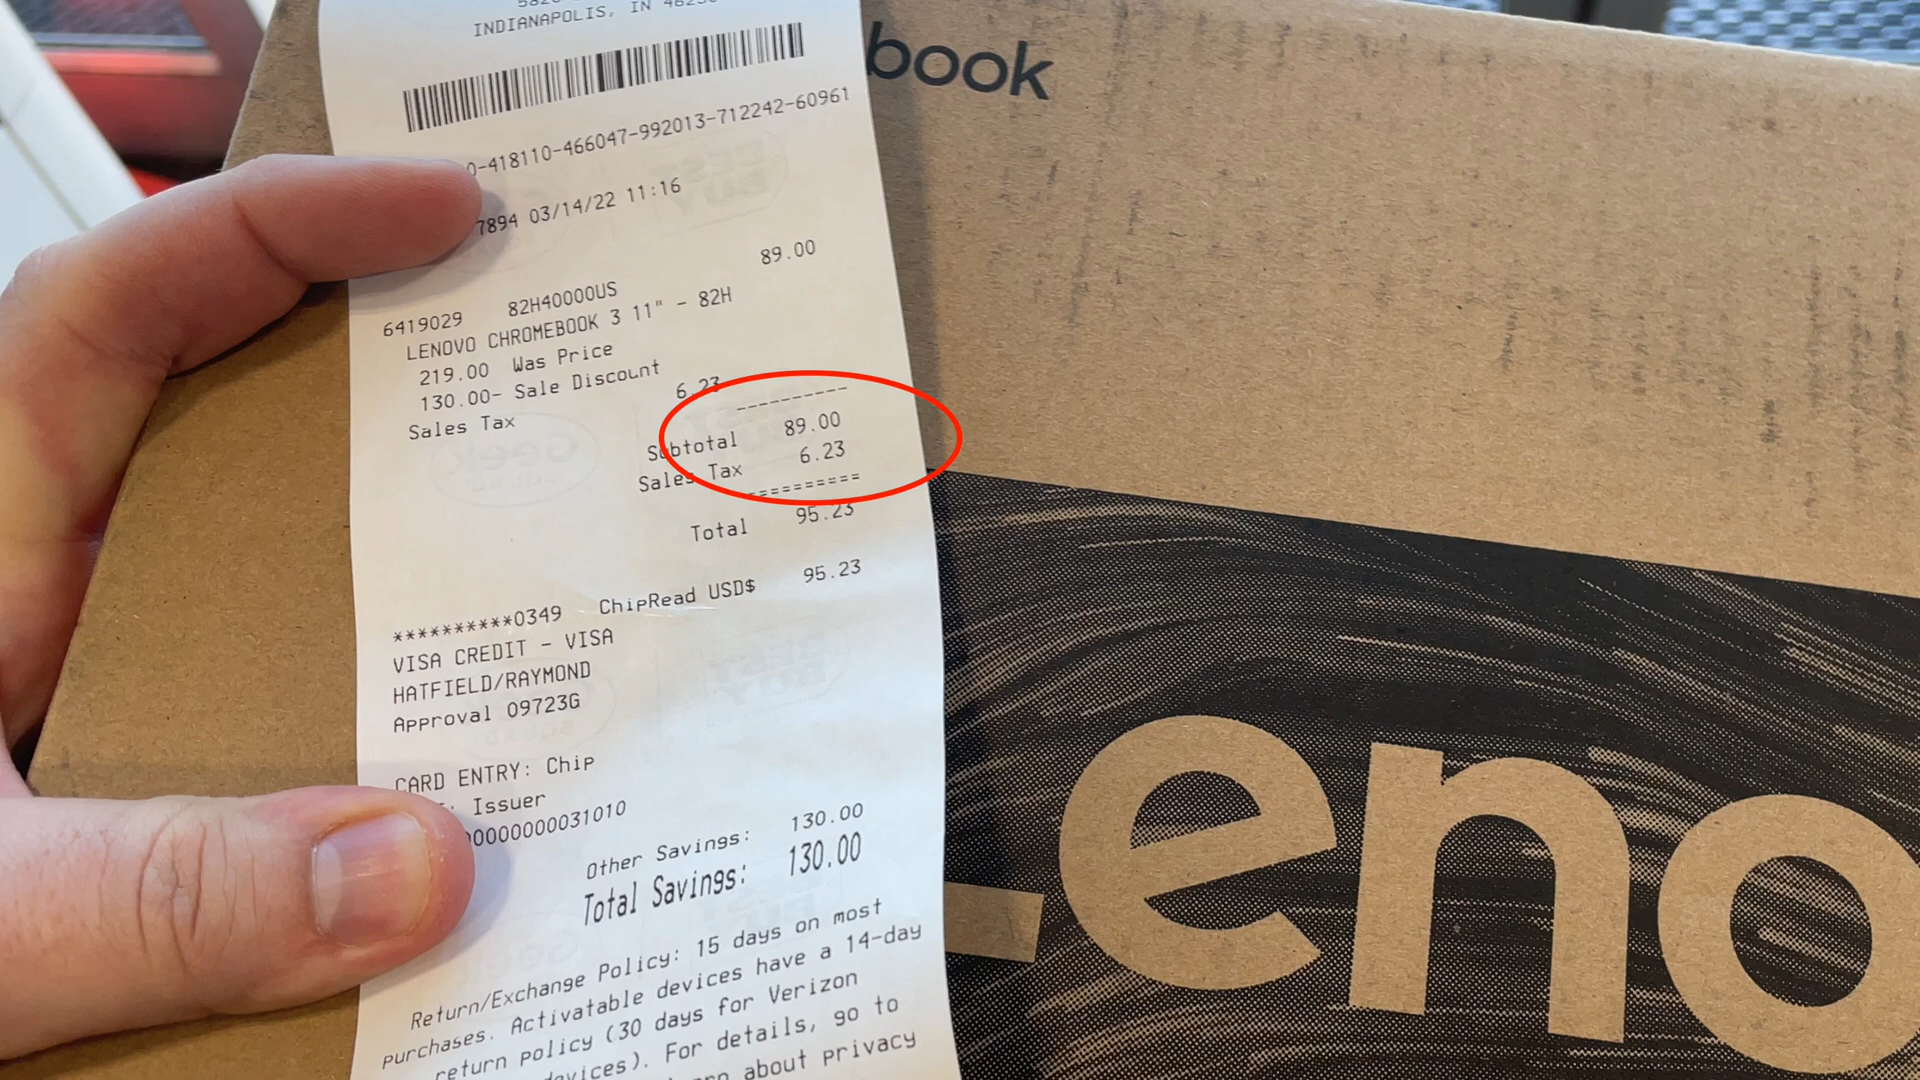 INDIANAPOLIS, IN
book
0-418110-466047-992013-712242-60961
7894 03/14/22 11:16
89.00
6419029 82H40000US
LENOVO CHROMEBOOK 3 11" - 82H
219.00 Was Price
130.00- Sale Discount
Sales Tax 6.23
----------
Subtotal 89.00
Sales Tax 6.23
==========
Total 95.23
**********0349 ChipRead USD$ 95.23
VISA CREDIT - VISA
HATFIELD/RAYMOND
Approval 09723G
CARD ENTRY: Chip
Issuer
00000000031010
Other Savings: 130.00
Total Savings: 130.00
Return/Exchange Policy: 15 days on most
purchases. Activatable devices have a 14-day
return policy (30 days for Verizon
devices). For details, go to
about privacy
Leno